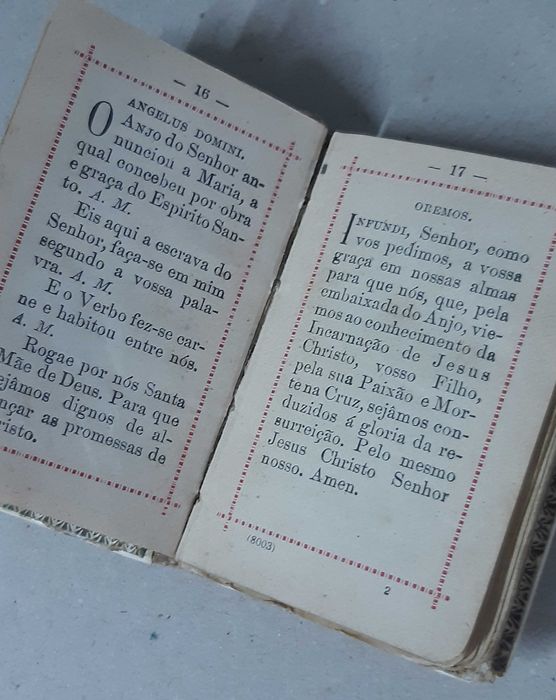 — 16 —
ANGELUS DOMINI.
O Anjo do Senhor an-
nunciou a Maria, a
qual concebeu por obra
e graça do Espirito San-
to. A. M.
Eis aqui a escrava do
Senhor, faça-se em mim
segundo a vossa pala-
vra. A. M.
E o Verbo fez-se car-
ne e habitou entre nós.
A. M.
Rogae por nós Santa
Mãe de Deus. Para que
ejâmos dignos de al-
nçar as promessas de
risto.
— 17 —
OREMOS.
INFUNDI, Senhor, como
vos pedimos, a vossa
graça em nossas almas
para que nós, que, pela
embaixada do Anjo, vie-
mos ao conhecimento da
Incarnação de Jesus
Christo, vosso Filho,
pela sua Paixão e Mor-
te na Cruz, sejâmos con-
duzidos á gloria da re-
surreição. Pelo mesmo
Jesus Christo Senhor
nosso. Amen.
(8003)
2